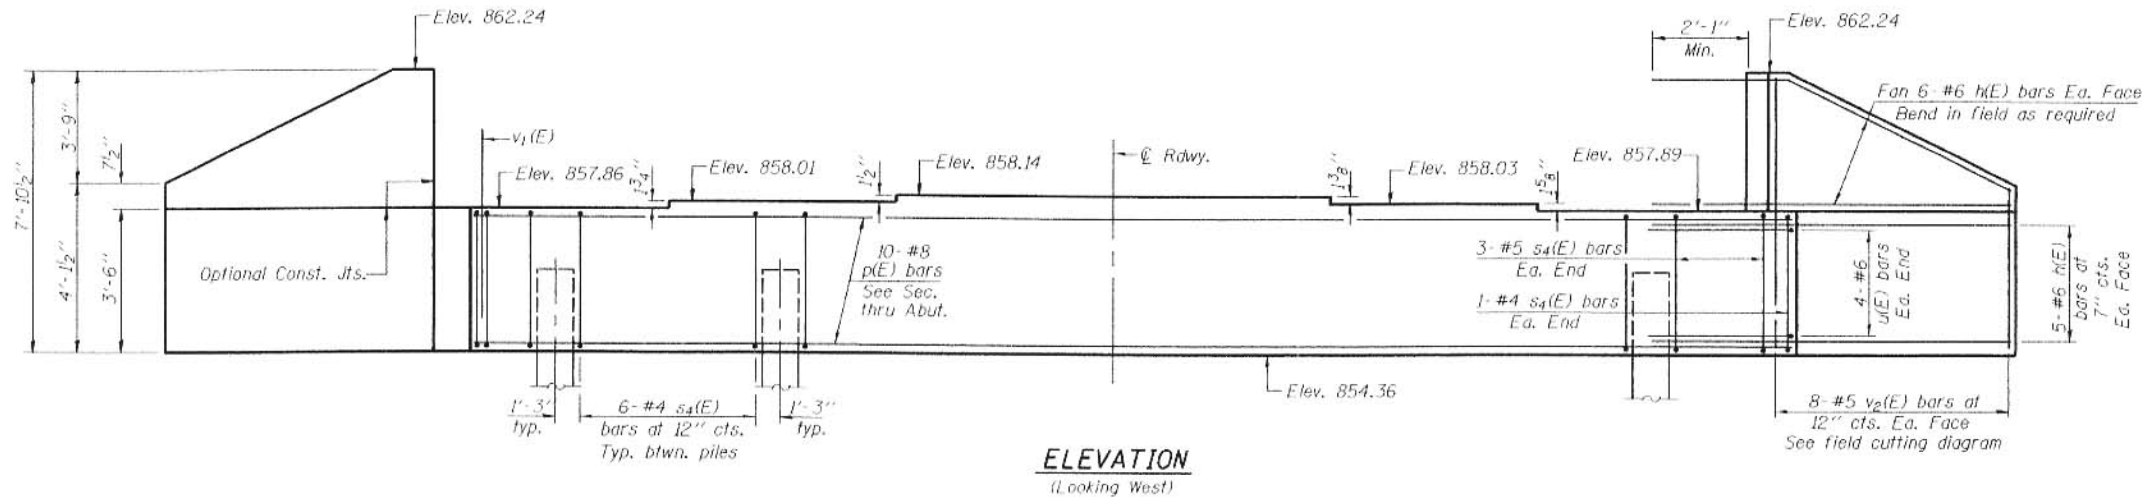 Elev. 862.24
Elev. 862.24
2'-1"
Min.
7'-10½"
3'-9"
7½"
4'-1½"
3'-6"
v₁(E)
Elev. 857.86
1¾"
Elev. 858.01
1½"
Elev. 858.14
℄ Rdwy.
1⅜"
Elev. 858.03
1⅝"
Elev. 857.89
Fan 6-#6 h(E) bars Ea. Face
Bend in field as required
Optional Const. Jts.
10-#8
p(E) bars
See Sec.
thru Abut.
3-#5 s₄(E) bars
Ea. End
1-#4 s₄(E) bars
Ea. End
4-#6
u(E) bars
Ea. End
5-#6 h(E)
bars at
7" cts.
Ea. Face
Elev. 854.36
1'-3"
typ.
6-#4 s₄(E)
bars at 12" cts.
Typ. btwn. piles
1'-3"
typ.
8-#5 v₂(E) bars at
12" cts. Ea. Face
See field cutting diagram
ELEVATION
(Looking West)